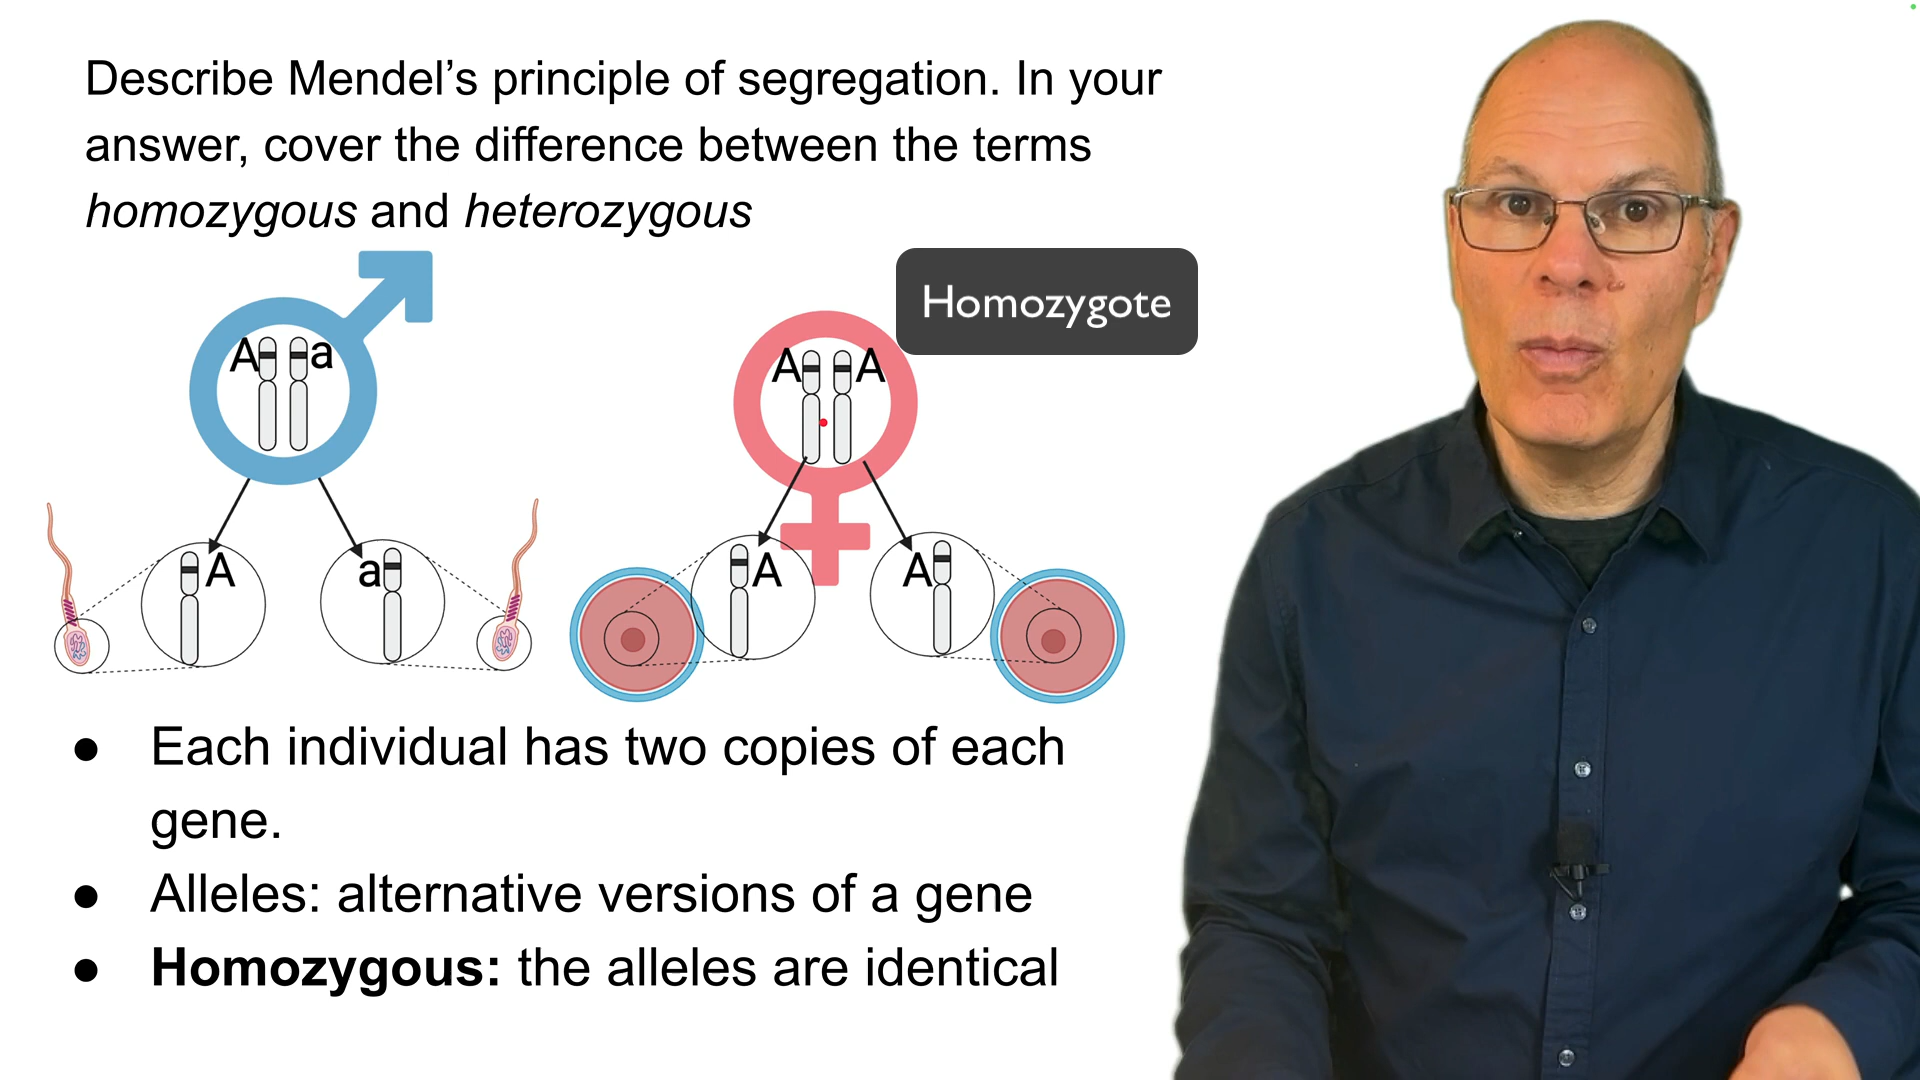 Describe Mendel’s principle of segregation. In your
answer, cover the difference between the terms
homozygous and heterozygous
Homozygote
A a
A A
A
a
A
A
● Each individual has two copies of each
gene.
● Alleles: alternative versions of a gene
● Homozygous: the alleles are identical